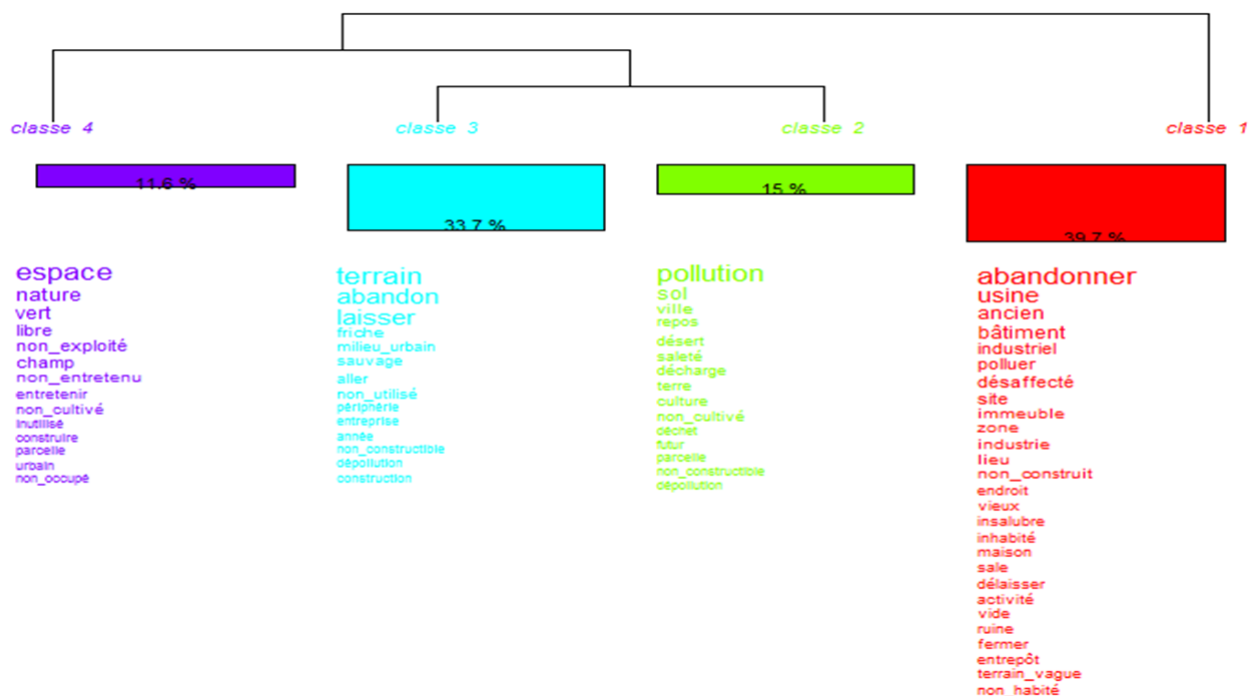 classe 4
classe 3
classe 2
classe 1
11.6 %
33.7 %
15 %
39.7 %
espace
nature
vert
libre
non_exploité
champ
non_entretenu
entretenir
non_cultivé
inutilisé
construire
parcelle
urbain
non_occupé
terrain
abandon
laisser
friche
milieu_urbain
sauvage
aller
non_utilisé
périphérie
entreprise
année
non_constructible
dépollution
construction
pollution
sol
ville
repos
désert
saleté
décharge
terre
culture
non_cultivé
déchet
futur
parcelle
non_constructible
dépollution
abandonner
usine
ancien
bâtiment
industriel
polluer
désaffecté
site
immeuble
zone
industrie
lieu
non_construit
endroit
vieux
insalubre
inhabité
maison
sale
délaisser
activité
vide
ruine
fermer
entrepôt
terrain_vague
non_habité